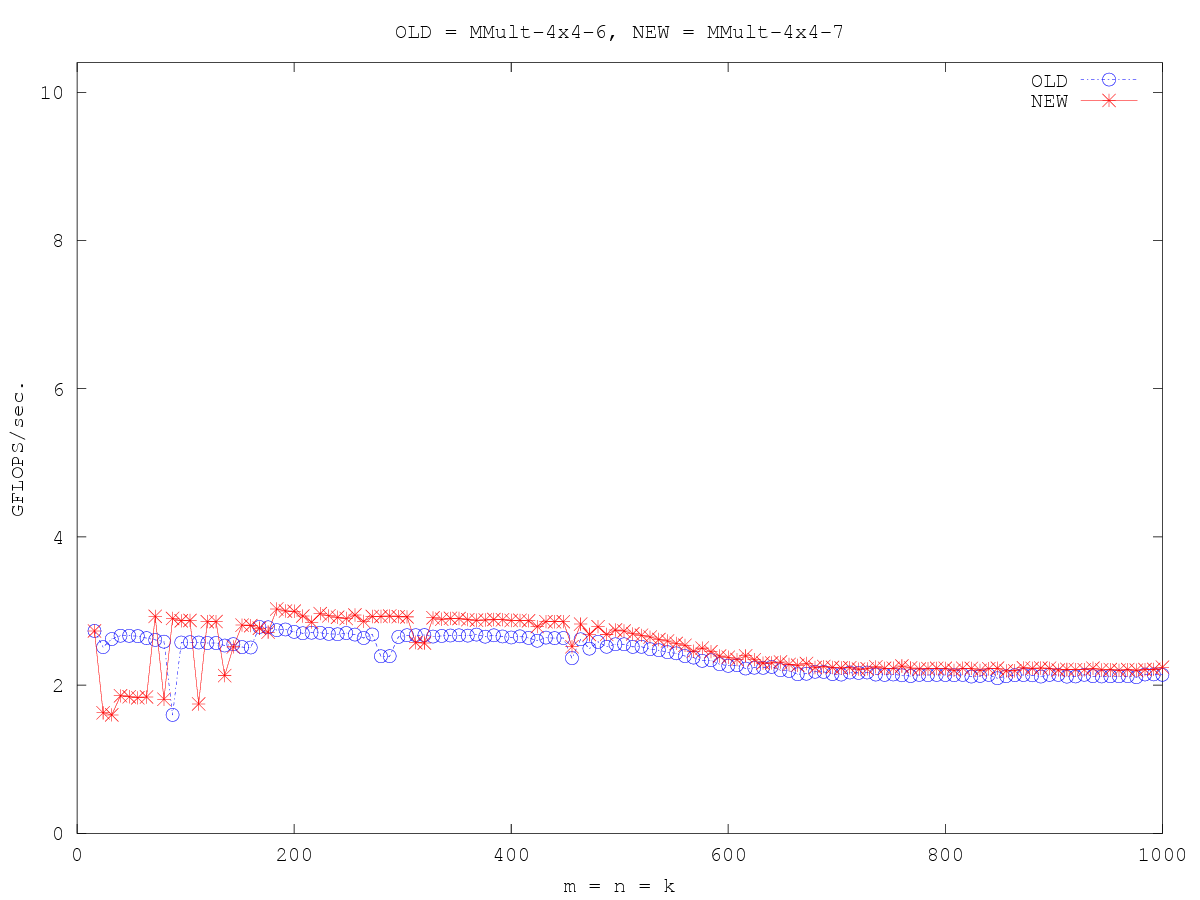 OLD = MMult-4x4-6, NEW = MMult-4x4-7
OLD
NEW
10
8
6
4
2
0
GFLOPS/sec.
0 200 400 600 800 1000
m = n = k